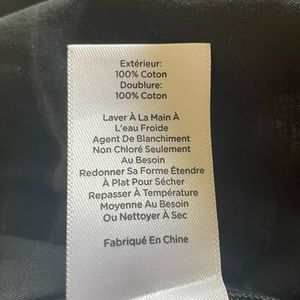 Extérieur:
100% Coton
Doublure:
100% Coton
Laver À La Main À
L'eau Froide
Agent De Blanchiment
Non Chloré Seulement
Au Besoin
Redonner Sa Forme Étendre
À Plat Pour Sécher
Repasser À Température
Moyenne Au Besoin
Ou Nettoyer À Sec
Fabriqué En Chine